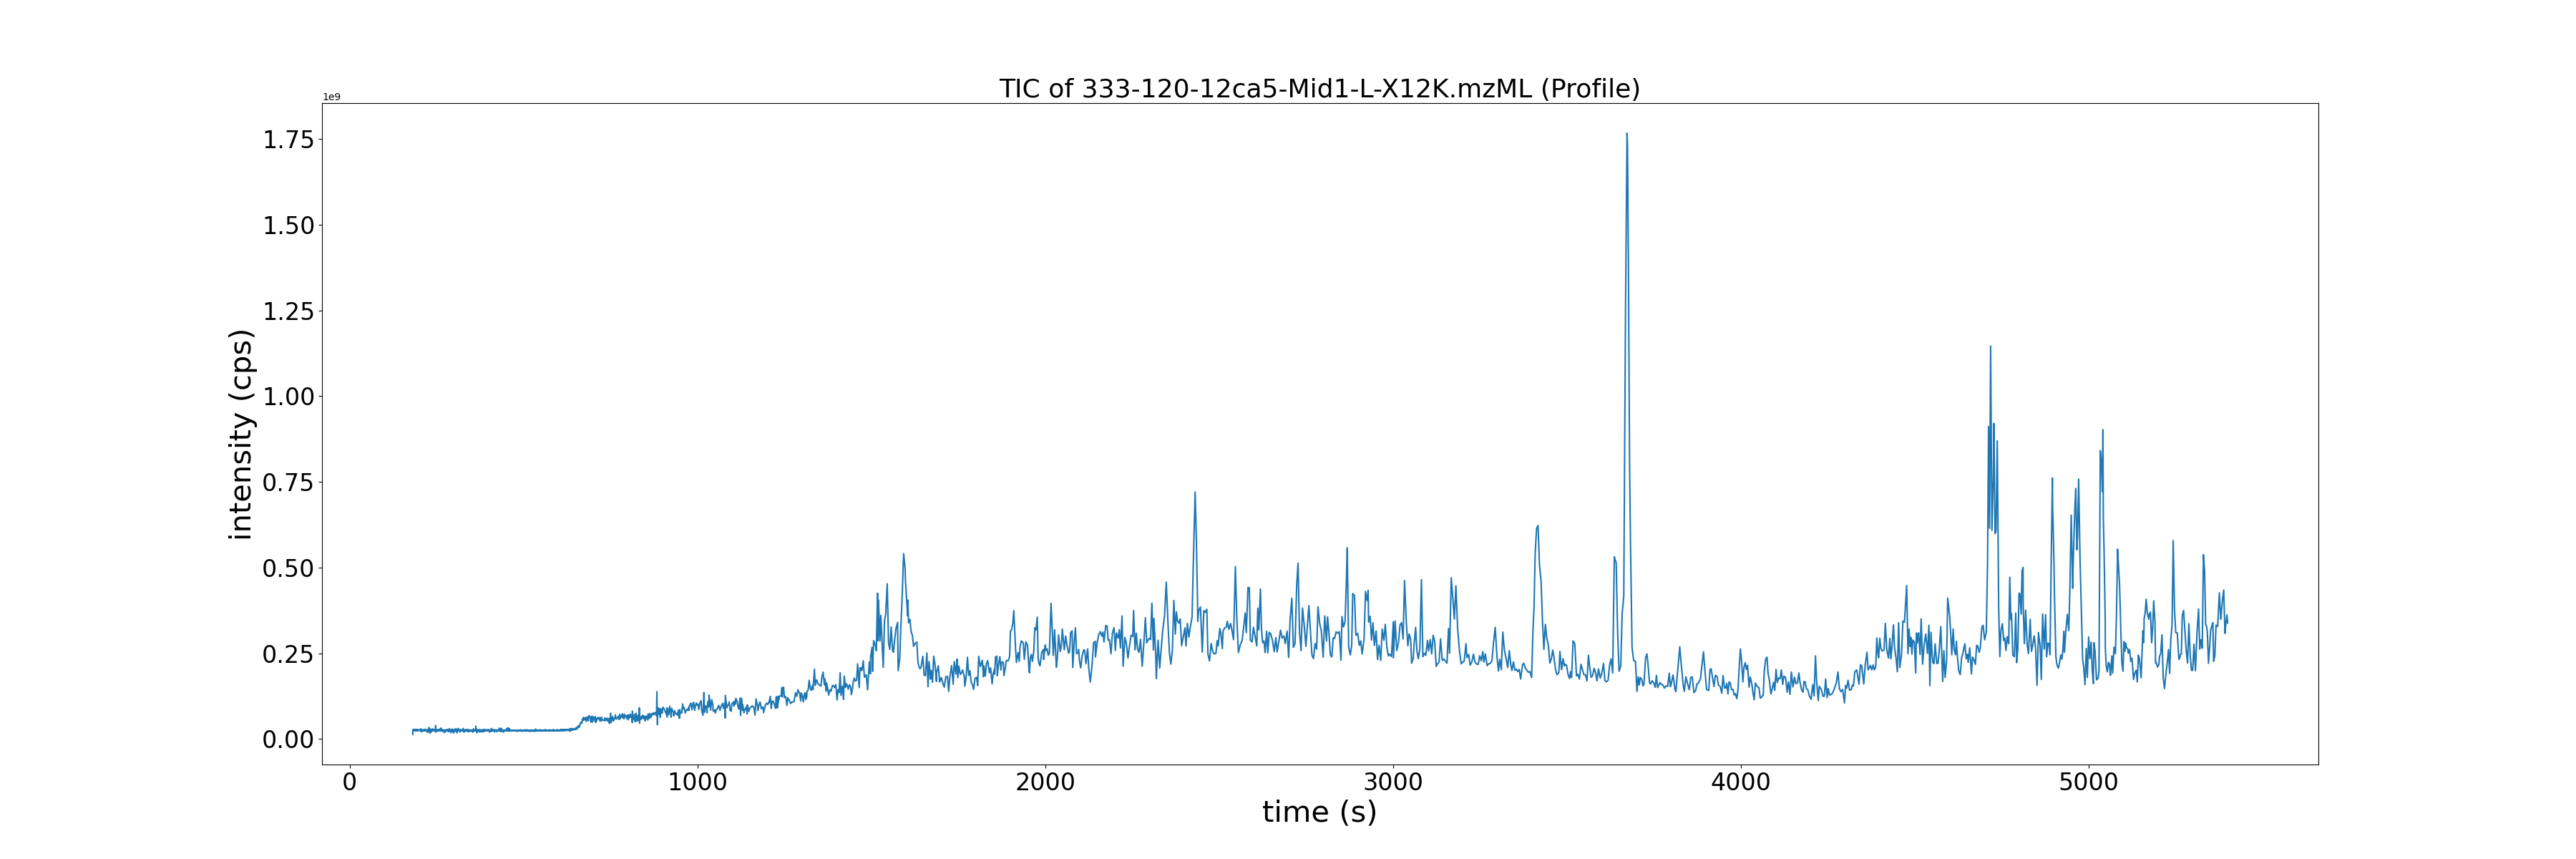 TIC of 333-120-12ca5-Mid1-L-X12K.mzML (Profile)
1e9
1.75
1.50
1.25
1.00
0.75
0.50
0.25
0.00
intensity (cps)
0 1000 2000 3000 4000 5000
time (s)